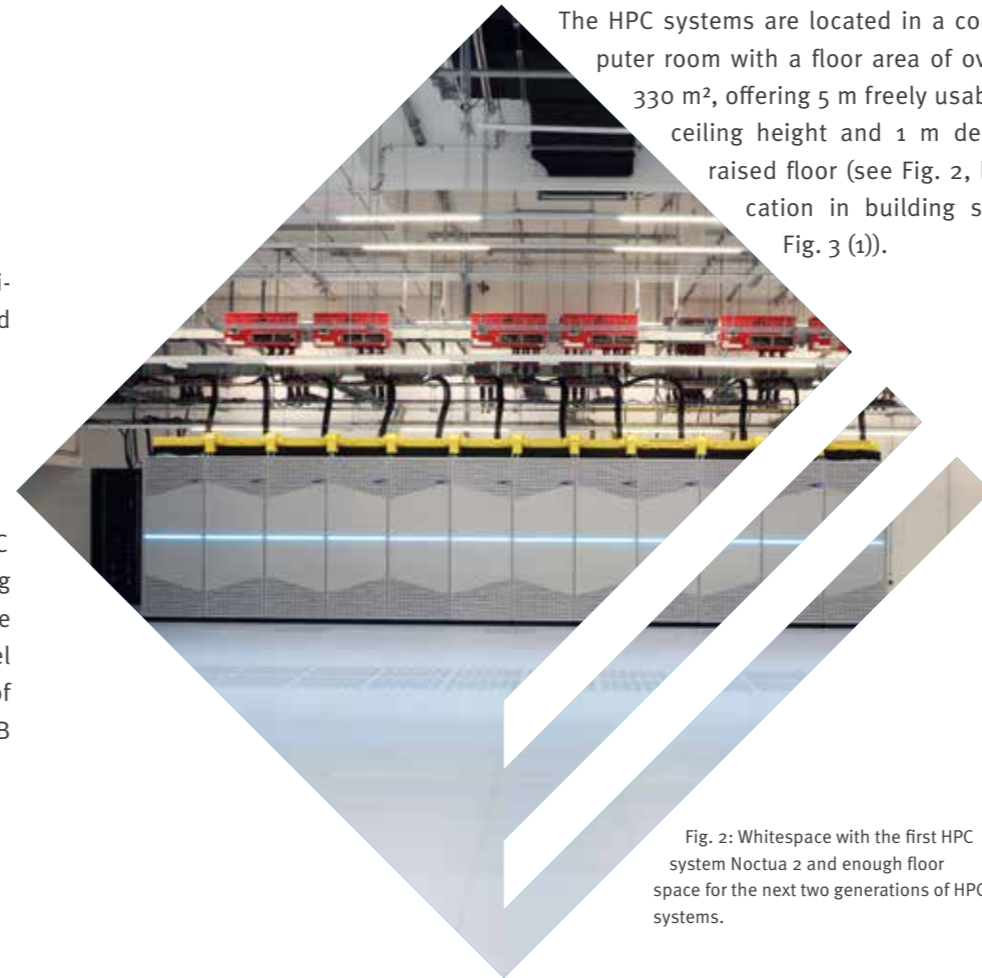 The HPC systems are located in a co
puter room with a floor area of ov
330 m², offering 5 m freely usab
ceiling height and 1 m de
raised floor (see Fig. 2, l
cation in building s
Fig. 3 (1)).
i-
d
C
g
e
el
of
B
Fig. 2: Whitespace with the first HPC
system Noctua 2 and enough floor
space for the next two generations of HPC
systems.